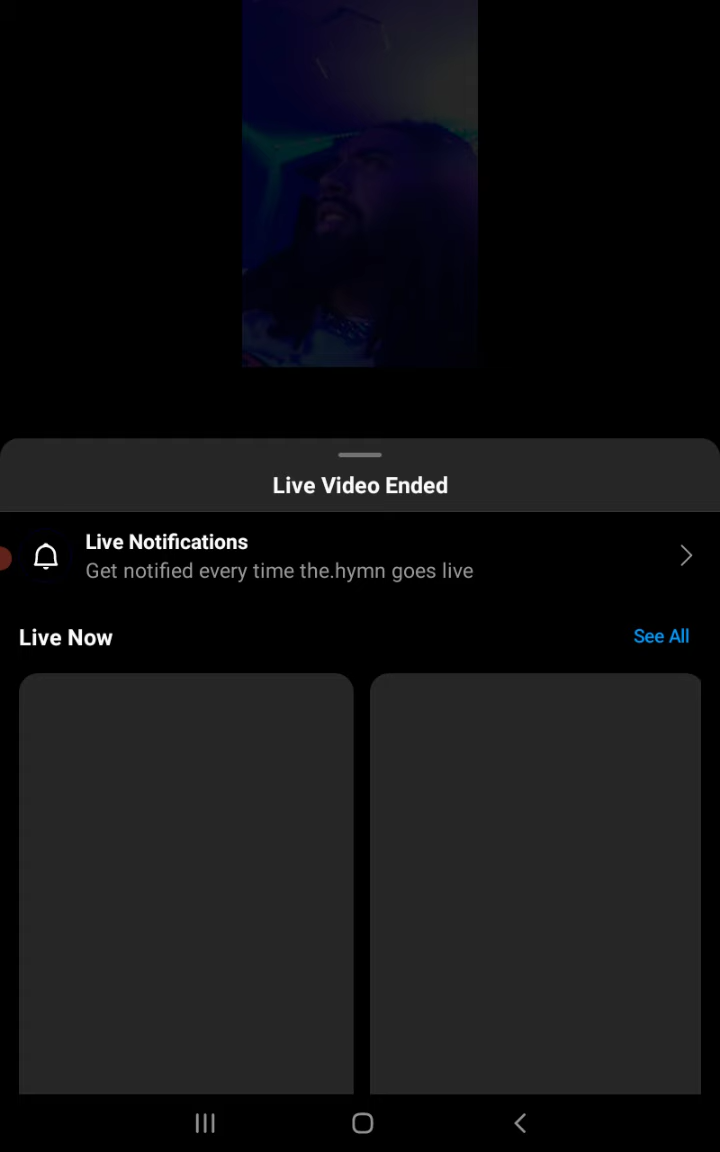 Live Video Ended
Live Notifications
Get notified every time the.hymn goes live
Live Now
See All